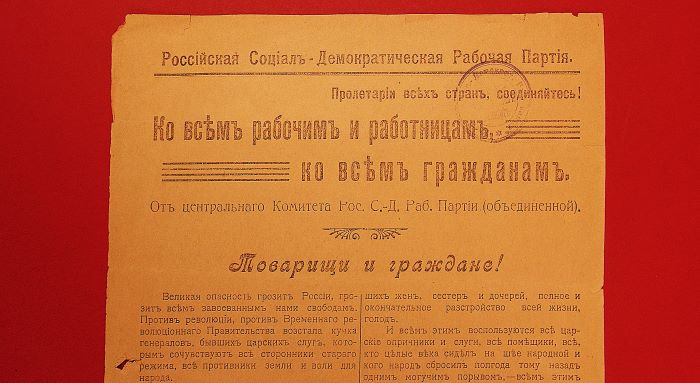 Россійская Соціалъ-Демократическая Рабочая Партія.
Пролетаріи всѣхъ странъ, соединяйтесь!
Ко всѣмъ рабочимъ и работницамъ,
ко всѣмъ гражданамъ.
Отъ центральнаго Комитета Рос. С.-Д. Раб. Партіи (объединенной).
Товарищи и граждане!
Великая опасность грозитъ Россіи, гро-
зитъ всѣмъ завоеваннымъ нами свободамъ.
Противъ революціи, противъ Временнаго ре-
волюціоннаго Правительства возстала кучка
генераловъ, бывшихъ царскихъ слугъ, кото-
рымъ сочувствуютъ всѣ сторонники стараго
режима, всѣ противники земли и воли для
народа.
шихъ женъ, сестеръ и дочерей, полное и
окончательное разстройство всей жизни,
голодъ.
И всѣмъ этимъ воспользуются всѣ цар-
скіе опричники и слуги, всѣ помѣщики, всѣ,
кто цѣлые вѣка сидѣлъ на шеѣ народной и
кого народъ сбросилъ полгода тому назадъ
однимъ могучимъ порывомъ,—всѣмъ этимъ